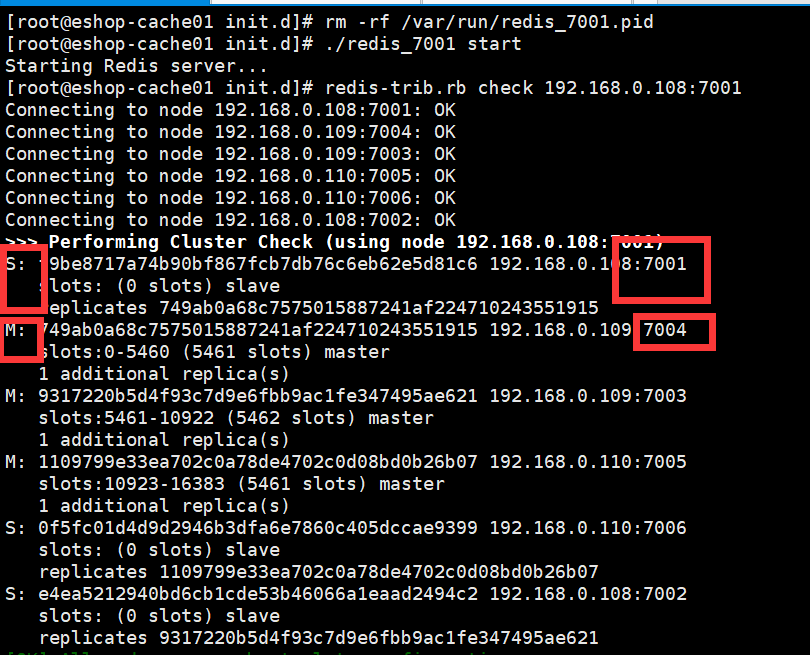 [root@eshop-cache01 init.d]# rm -rf /var/run/redis_7001.pid
[root@eshop-cache01 init.d]# ./redis_7001 start
Starting Redis server...
[root@eshop-cache01 init.d]# redis-trib.rb check 192.168.0.108:7001
Connecting to node 192.168.0.108:7001: OK
Connecting to node 192.168.0.109:7004: OK
Connecting to node 192.168.0.109:7003: OK
Connecting to node 192.168.0.110:7005: OK
Connecting to node 192.168.0.110:7006: OK
Connecting to node 192.168.0.108:7002: OK
>>> Performing Cluster Check (using node 192.168.0.108:7001)
S: 9be8717a74b90bf867fcb7db76c6eb62e5d81c6 192.168.0.108:7001
slots: (0 slots) slave
replicates 749ab0a68c7575015887241af224710243551915
M: 749ab0a68c7575015887241af224710243551915 192.168.0.109:7004
slots:0-5460 (5461 slots) master
1 additional replica(s)
M: 9317220b5d4f93c7d9e6fbb9ac1fe347495ae621 192.168.0.109:7003
slots:5461-10922 (5462 slots) master
1 additional replica(s)
M: 1109799e33ea702c0a78de4702c0d08bd0b26b07 192.168.0.110:7005
slots:10923-16383 (5461 slots) master
1 additional replica(s)
S: 0f5fc01d4d9d2946b3dfa6e7860c405dccae9399 192.168.0.110:7006
slots: (0 slots) slave
replicates 1109799e33ea702c0a78de4702c0d08bd0b26b07
S: e4ea5212940bd6cb1cde53b46066a1eaad2494c2 192.168.0.108:7002
slots: (0 slots) slave
replicates 9317220b5d4f93c7d9e6fbb9ac1fe347495ae621